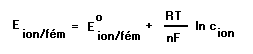 E ion/fém = E o ion/fém + RT/nF ln c ion